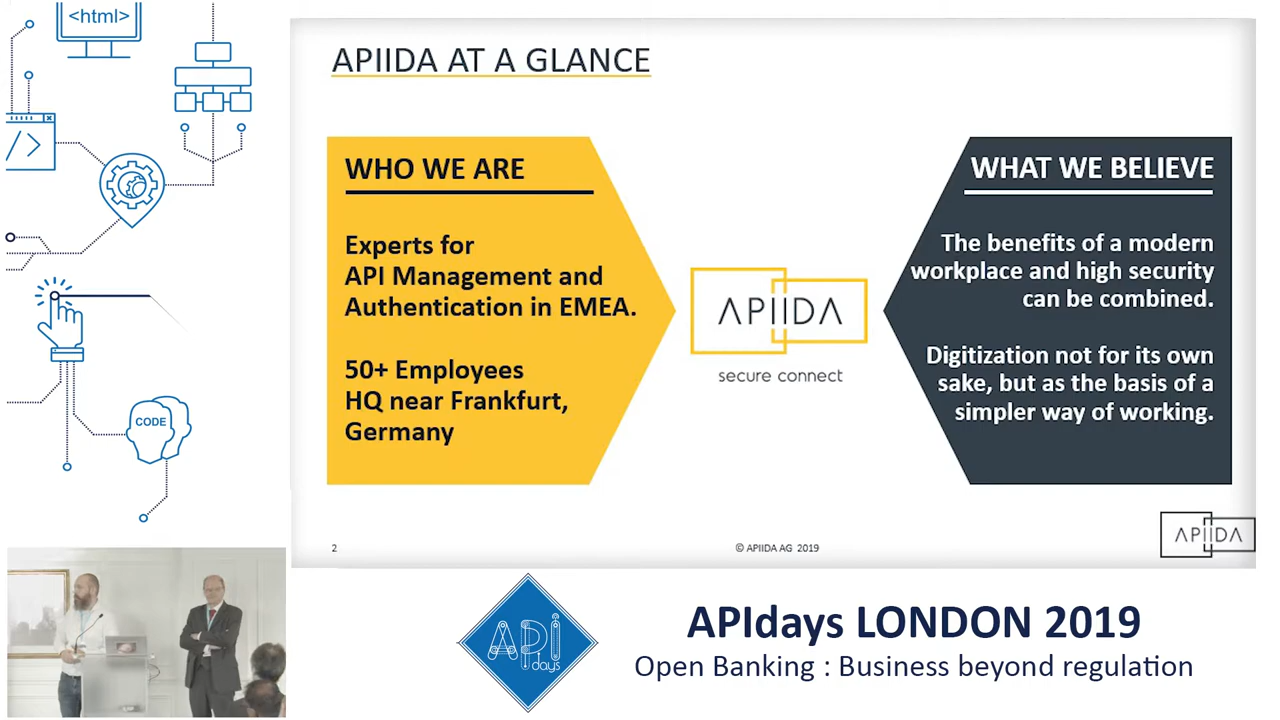 <html>
</>
CODE
APIIDA AT A GLANCE
WHO WE ARE
Experts for
API Management and
Authentication in EMEA.
50+ Employees
HQ near Frankfurt,
Germany
APIIDA
secure connect
WHAT WE BELIEVE
The benefits of a modern
workplace and high security
can be combined.
Digitization not for its own
sake, but as the basis of a
simpler way of working.
2
© APIIDA AG 2019
APIIDA
API
days
APIdays LONDON 2019
Open Banking : Business beyond regulation